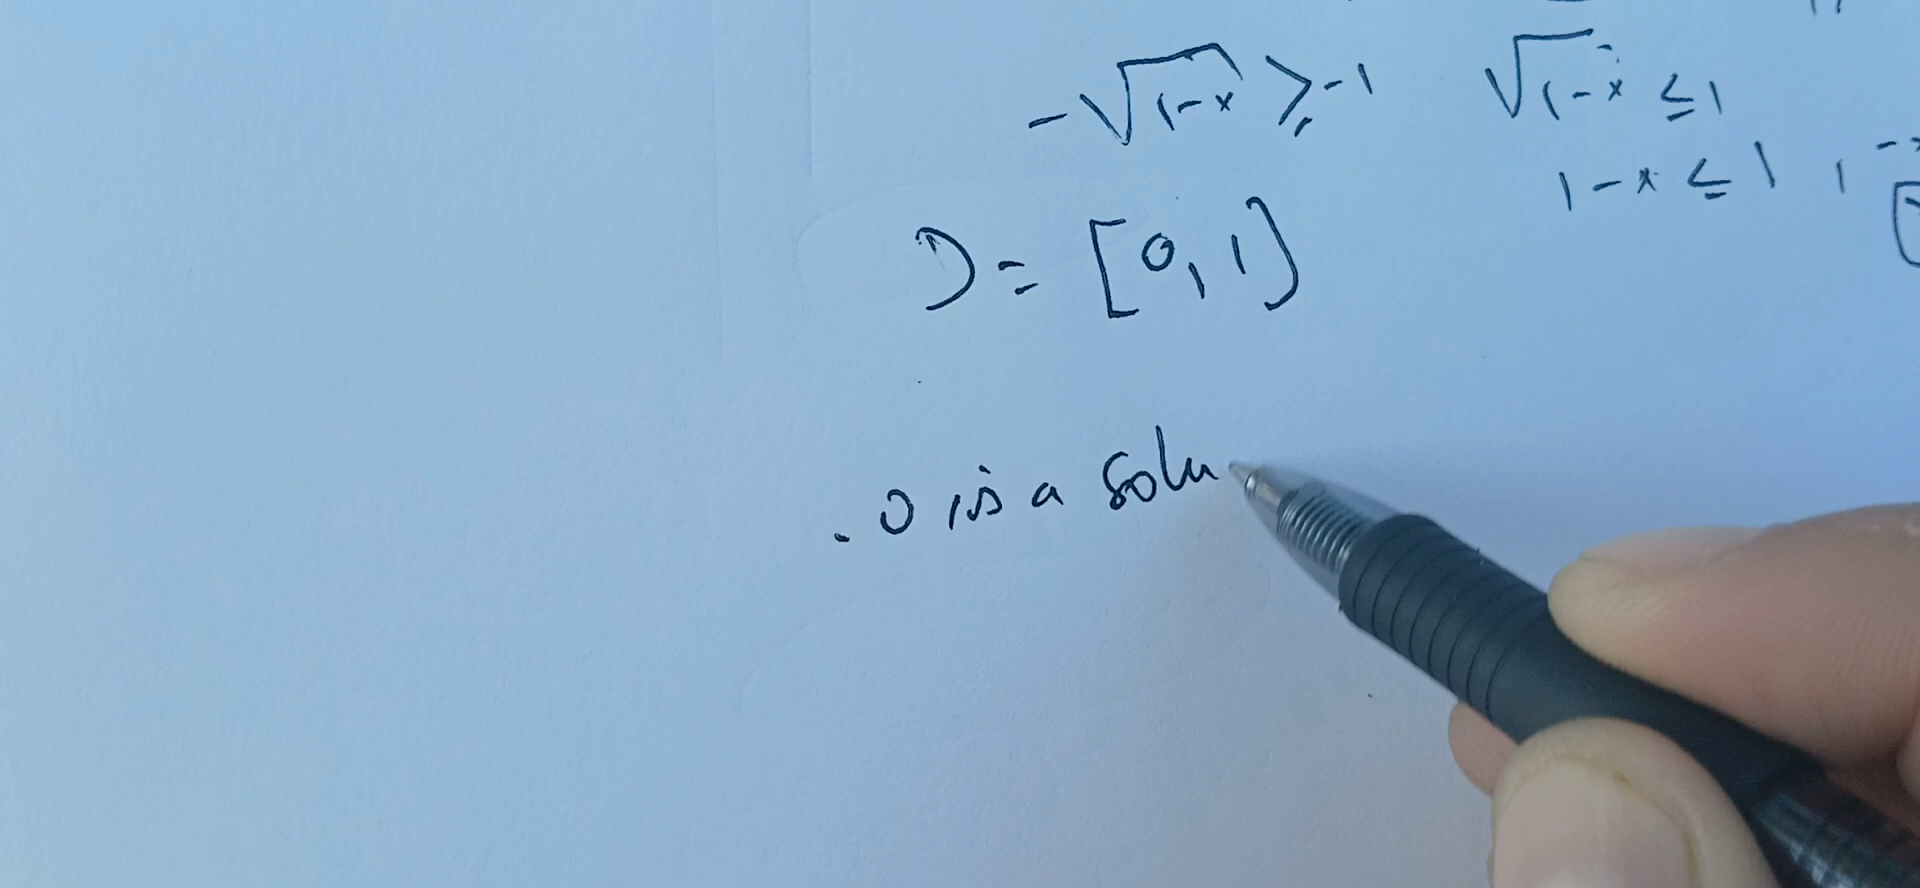 -√1-x ≥ -1
√1-x ≤ 1
1-x ≤ 1
D = [0,1]
. 0 is a solu